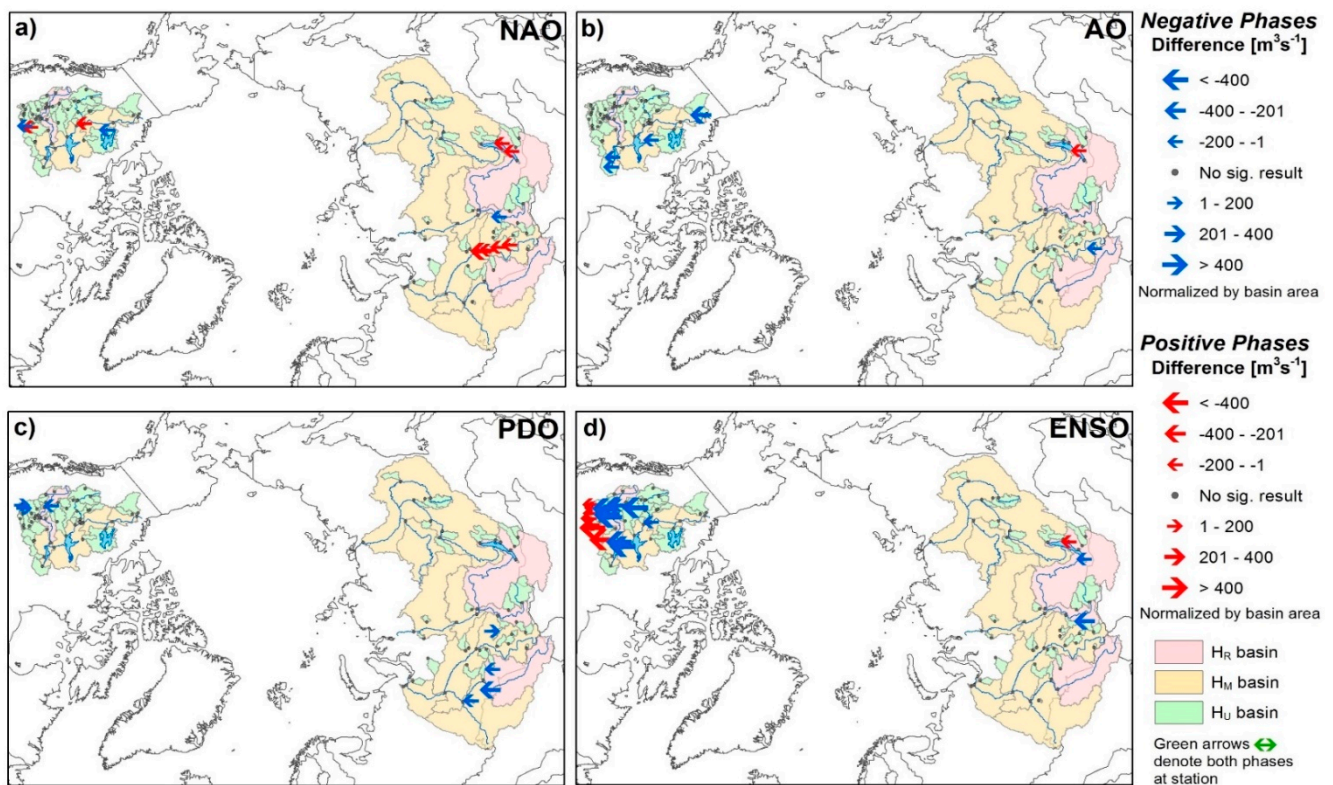 a) NAO
b) AO
c) PDO
d) ENSO
Negative Phases
Difference [m³s⁻¹]
< -400
-400 - -201
-200 - -1
No sig. result
1 - 200
201 - 400
> 400
Normalized by basin area
Positive Phases
Difference [m³s⁻¹]
< -400
-400 - -201
-200 - -1
No sig. result
1 - 200
201 - 400
> 400
Normalized by basin area
H_R basin
H_M basin
H_U basin
Green arrows
denote both phases
at station